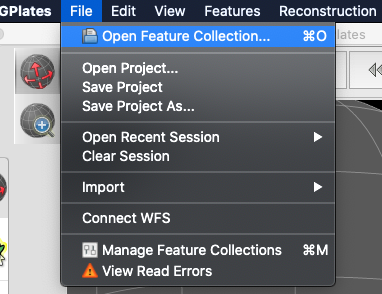 GPlates File Edit View Features Reconstruction
Open Feature Collection... ⌘O
plates
Open Project...
Save Project
Save Project As...
Open Recent Session
Clear Session
Import
Connect WFS
Manage Feature Collections ⌘M
View Read Errors